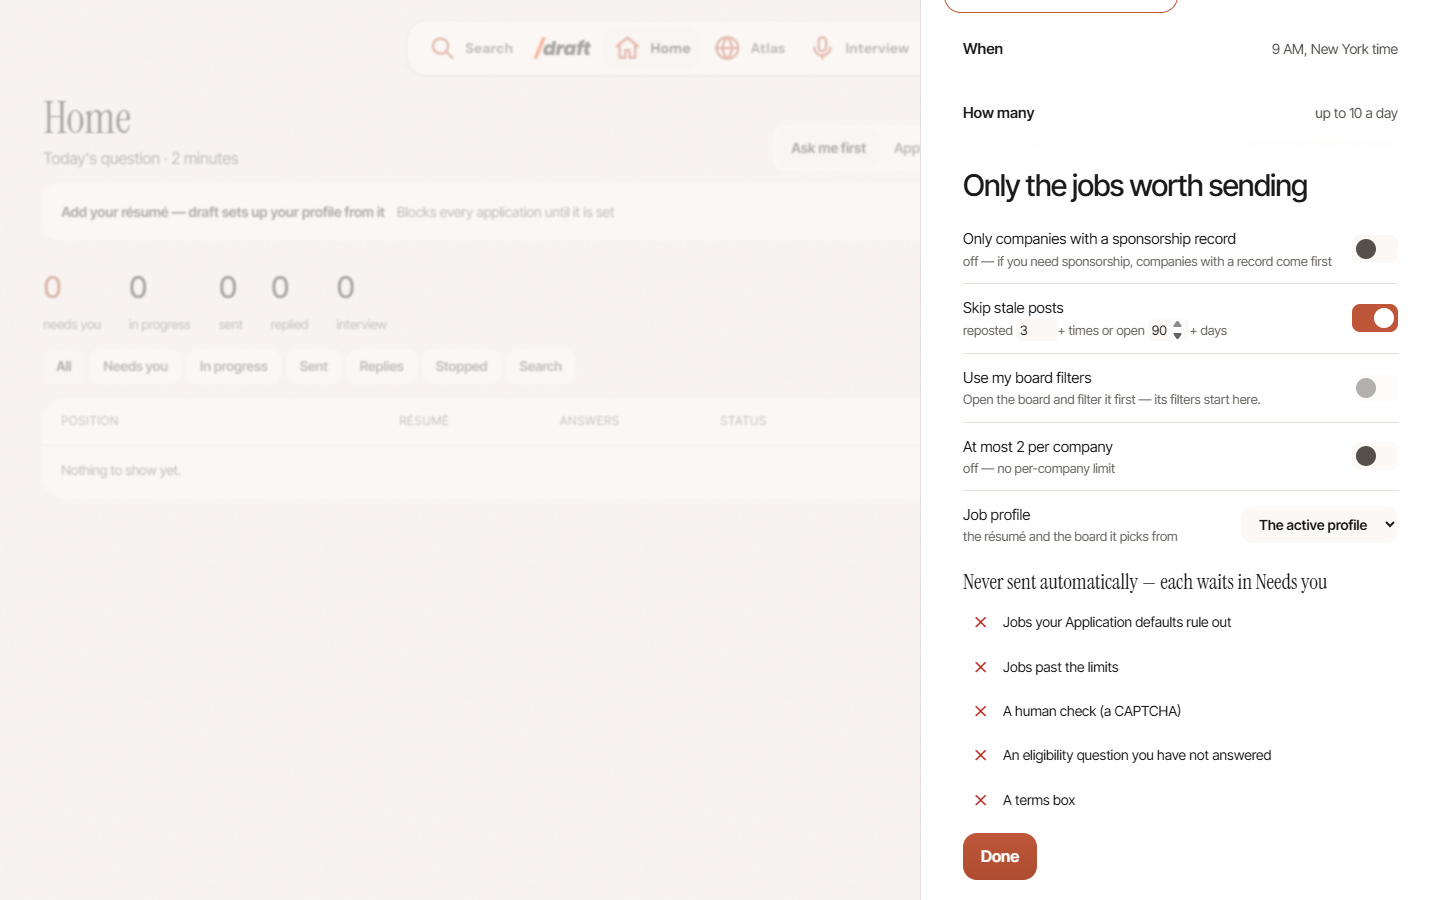 Search
/draft
Home
Atlas
Interview
Home
Today's question · 2 minutes
Ask me first
App
Add your résumé — draft sets up your profile from it Blocks every application until it is set
0 0 0 0 0
needs you in progress sent replied interview
All Needs you In progress Sent Replies Stopped Search
POSITION RÉSUMÉ ANSWERS STATUS
Nothing to show yet.
When 9 AM, New York time
How many up to 10 a day
Only the jobs worth sending
Only companies with a sponsorship record
off — if you need sponsorship, companies with a record come first
Skip stale posts
reposted 3 + times or open 90 + days
Use my board filters
Open the board and filter it first — its filters start here.
At most 2 per company
off — no per-company limit
Job profile
the résumé and the board it picks from
The active profile
Never sent automatically — each waits in Needs you
Jobs your Application defaults rule out
Jobs past the limits
A human check (a CAPTCHA)
An eligibility question you have not answered
A terms box
Done